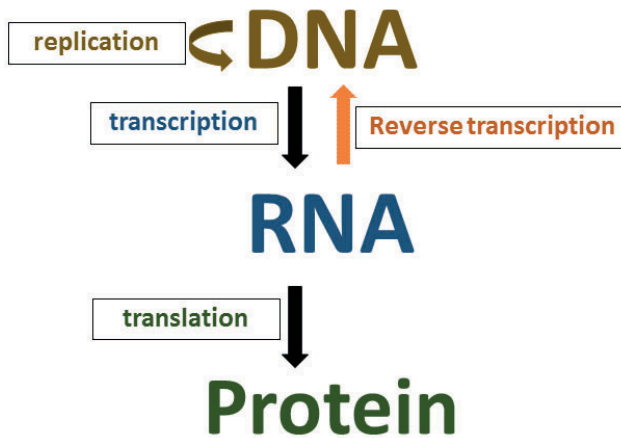 replication
DNA
transcription
Reverse transcription
RNA
translation
Protein